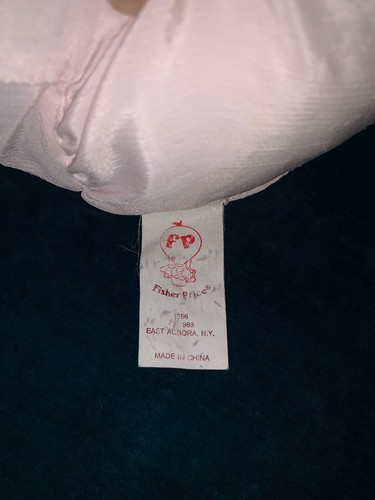 FP
Fisher-Price®
EAST AURORA, N.Y.
MADE IN CHINA